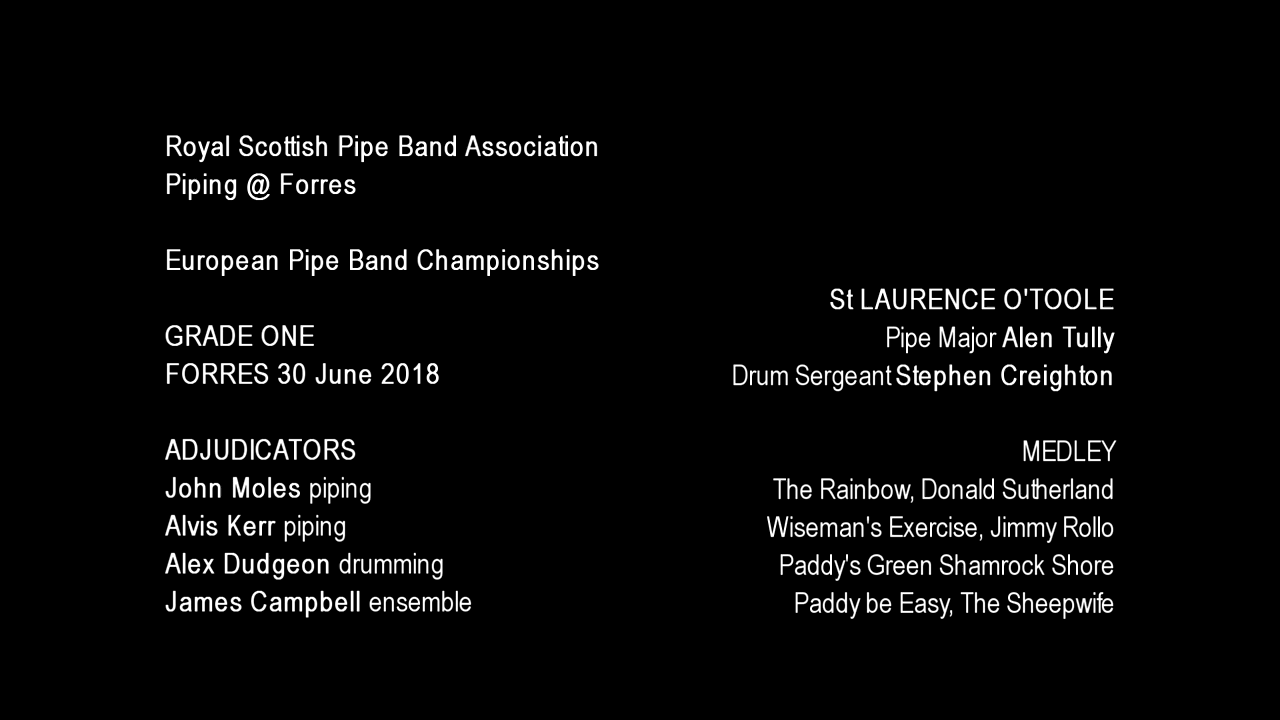 Royal Scottish Pipe Band Association
Piping @ Forres
European Pipe Band Championships
GRADE ONE
FORRES 30 June 2018
ADJUDICATORS
John Moles piping
Alvis Kerr piping
Alex Dudgeon drumming
James Campbell ensemble
St LAURENCE O'TOOLE
Pipe Major Alen Tully
Drum Sergeant Stephen Creighton
MEDLEY
The Rainbow, Donald Sutherland
Wiseman's Exercise, Jimmy Rollo
Paddy's Green Shamrock Shore
Paddy be Easy, The Sheepwife